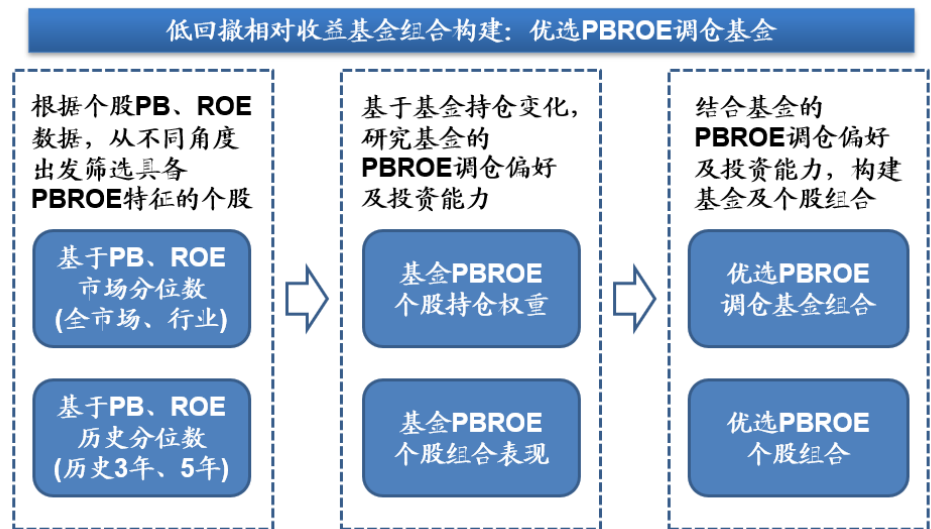 低回撤相对收益基金组合构建：优选PBROE调仓基金
根据个股PB、ROE
数据，从不同角度
出发筛选具备
PBROE特征的个股
基于PB、ROE
市场分位数
(全市场、行业)
基于PB、ROE
历史分位数
(历史3年、5年)
基于基金持仓变化，
研究基金的
PBROE调仓偏好
及投资能力
基金PBROE
个股持仓权重
基金PBROE
个股组合表现
结合基金的
PBROE调仓偏好
及投资能力，构建
基金及个股组合
优选PBROE
调仓基金组合
优选PBROE
个股组合